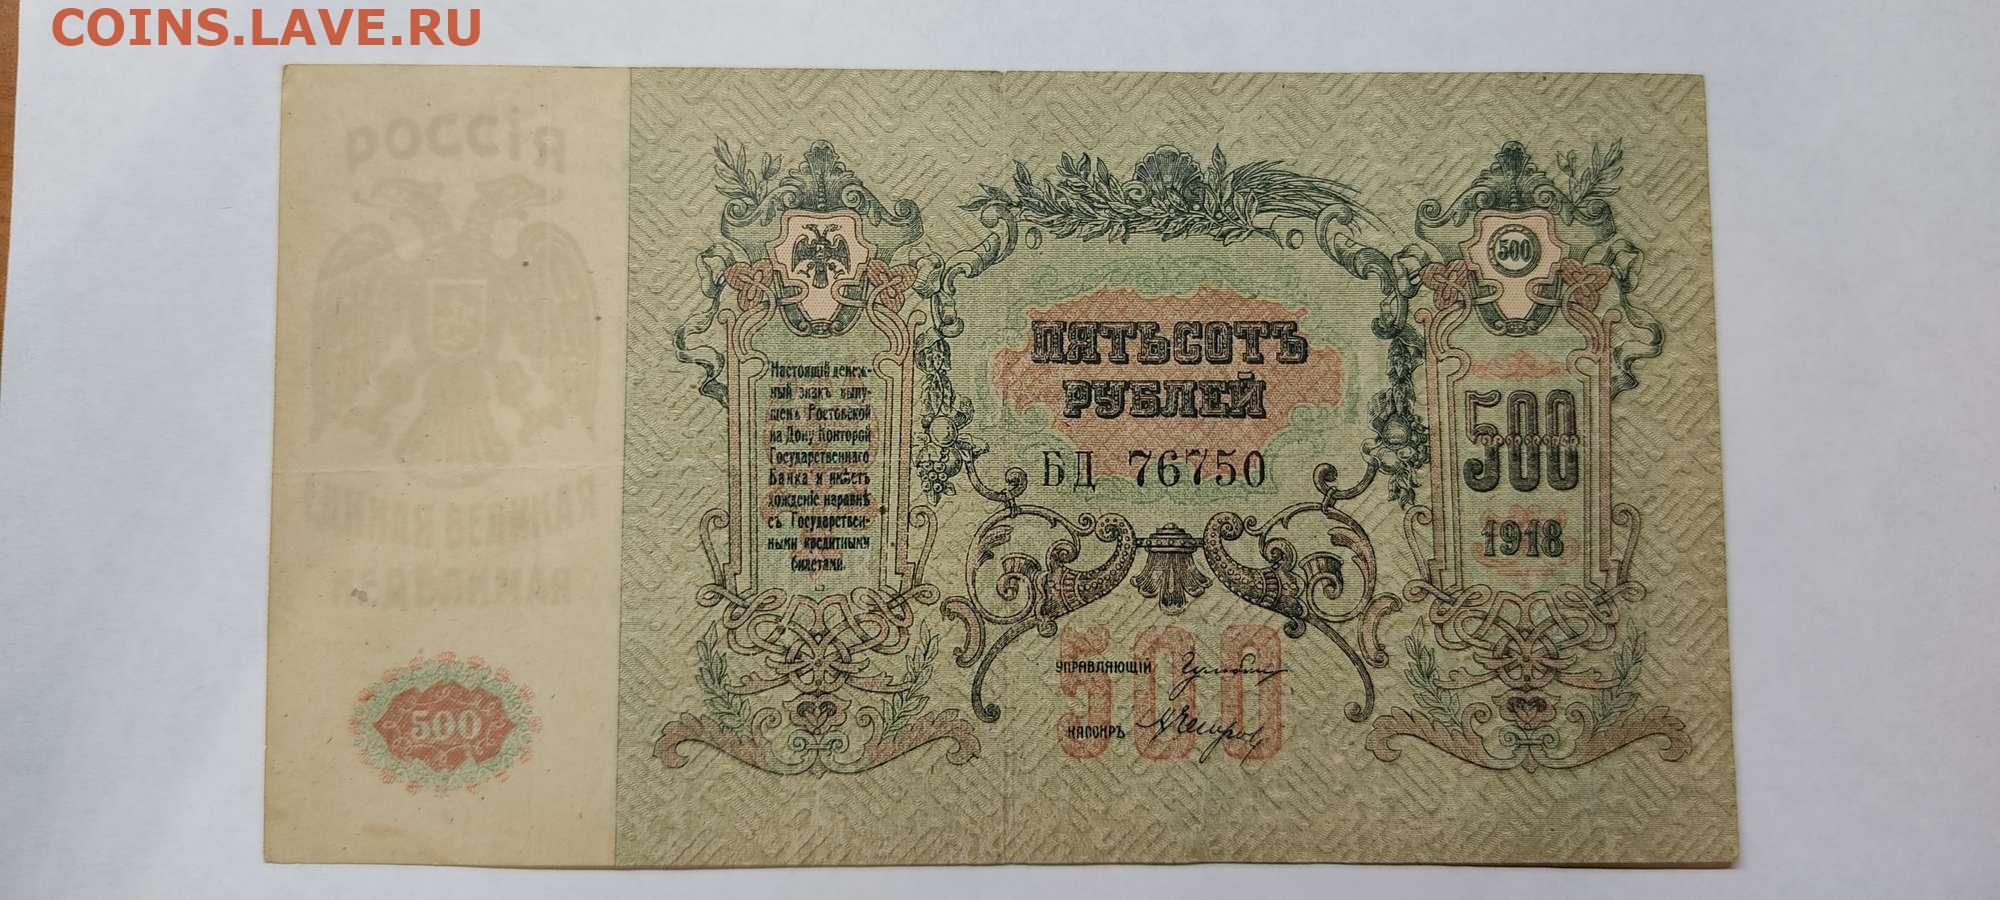 COINS.LAVE.RU
РОССІЯ
500
Настоящій денеж-
ный знакъ выпу-
щенъ Ростовской
на Дону Конторой
Государственнаго
Банка и имѣетъ
хожденіе наравнѣ
съ Государствен-
ными кредитными
билетами.
ПЯТЬСОТЪ
РУБЛЕЙ
БД 76750
500
УПРАВЛЯЮЩІЙ
КАССИРЪ
500
500
1918